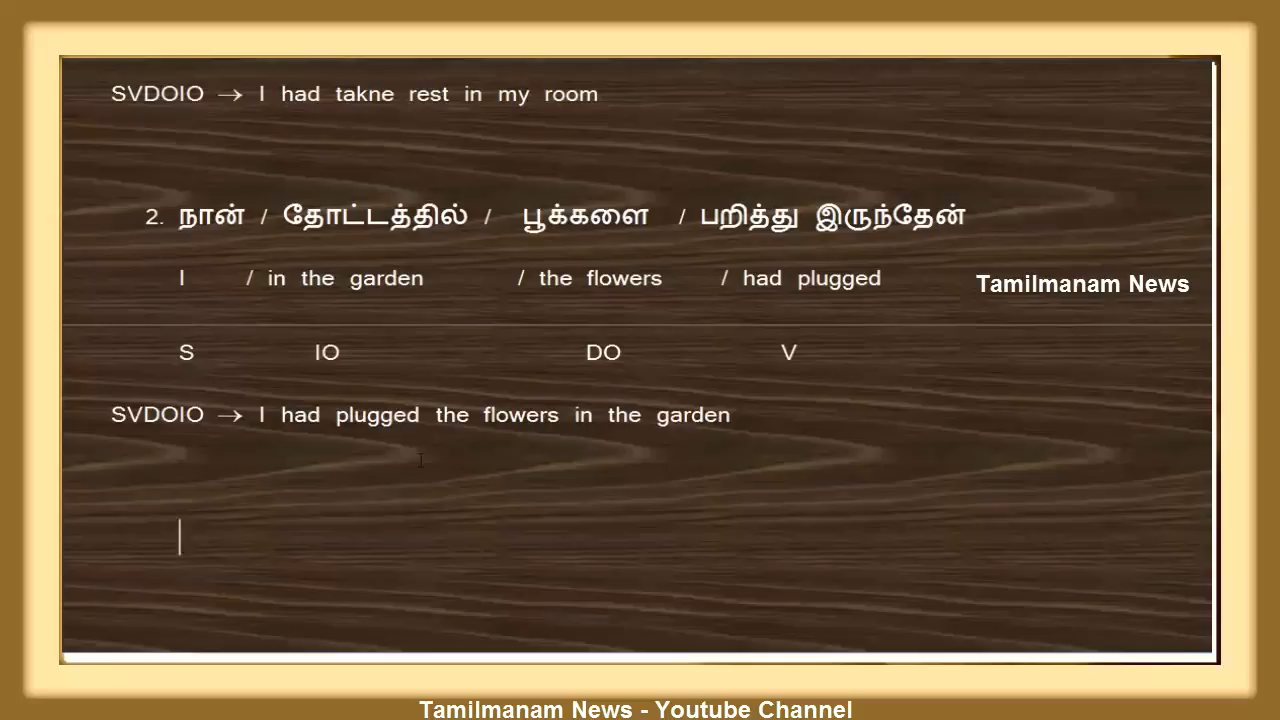 SVDOIO → I had takne rest in my room
2. நான் / தோட்டத்தில் / பூக்களை / பறித்து இருந்தேன்
I / in the garden / the flowers / had plugged
Tamilmanam News
S IO DO V
SVDOIO → I had plugged the flowers in the garden
Tamilmanam News - Youtube Channel